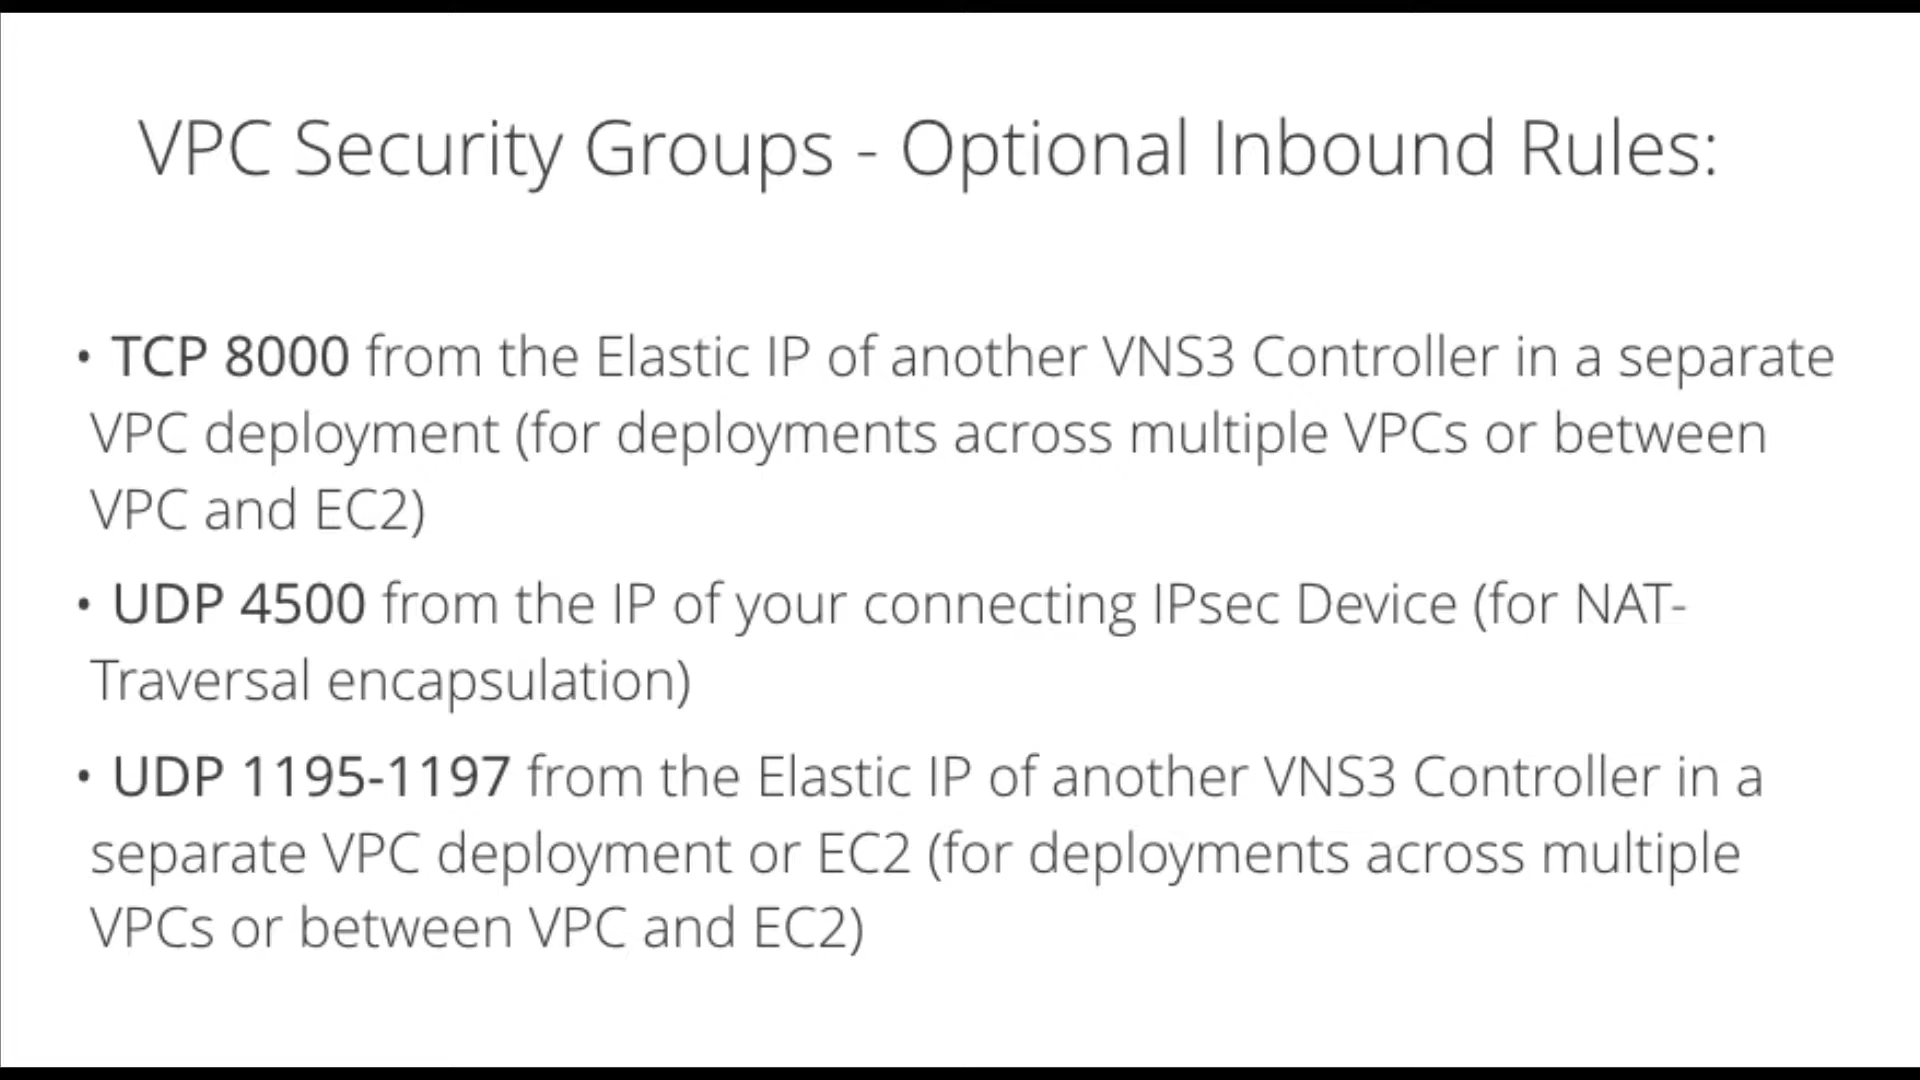 VPC Security Groups - Optional Inbound Rules:
• TCP 8000 from the Elastic IP of another VNS3 Controller in a separate
VPC deployment (for deployments across multiple VPCs or between
VPC and EC2)
• UDP 4500 from the IP of your connecting IPsec Device (for NAT-
Traversal encapsulation)
• UDP 1195-1197 from the Elastic IP of another VNS3 Controller in a
separate VPC deployment or EC2 (for deployments across multiple
VPCs or between VPC and EC2)